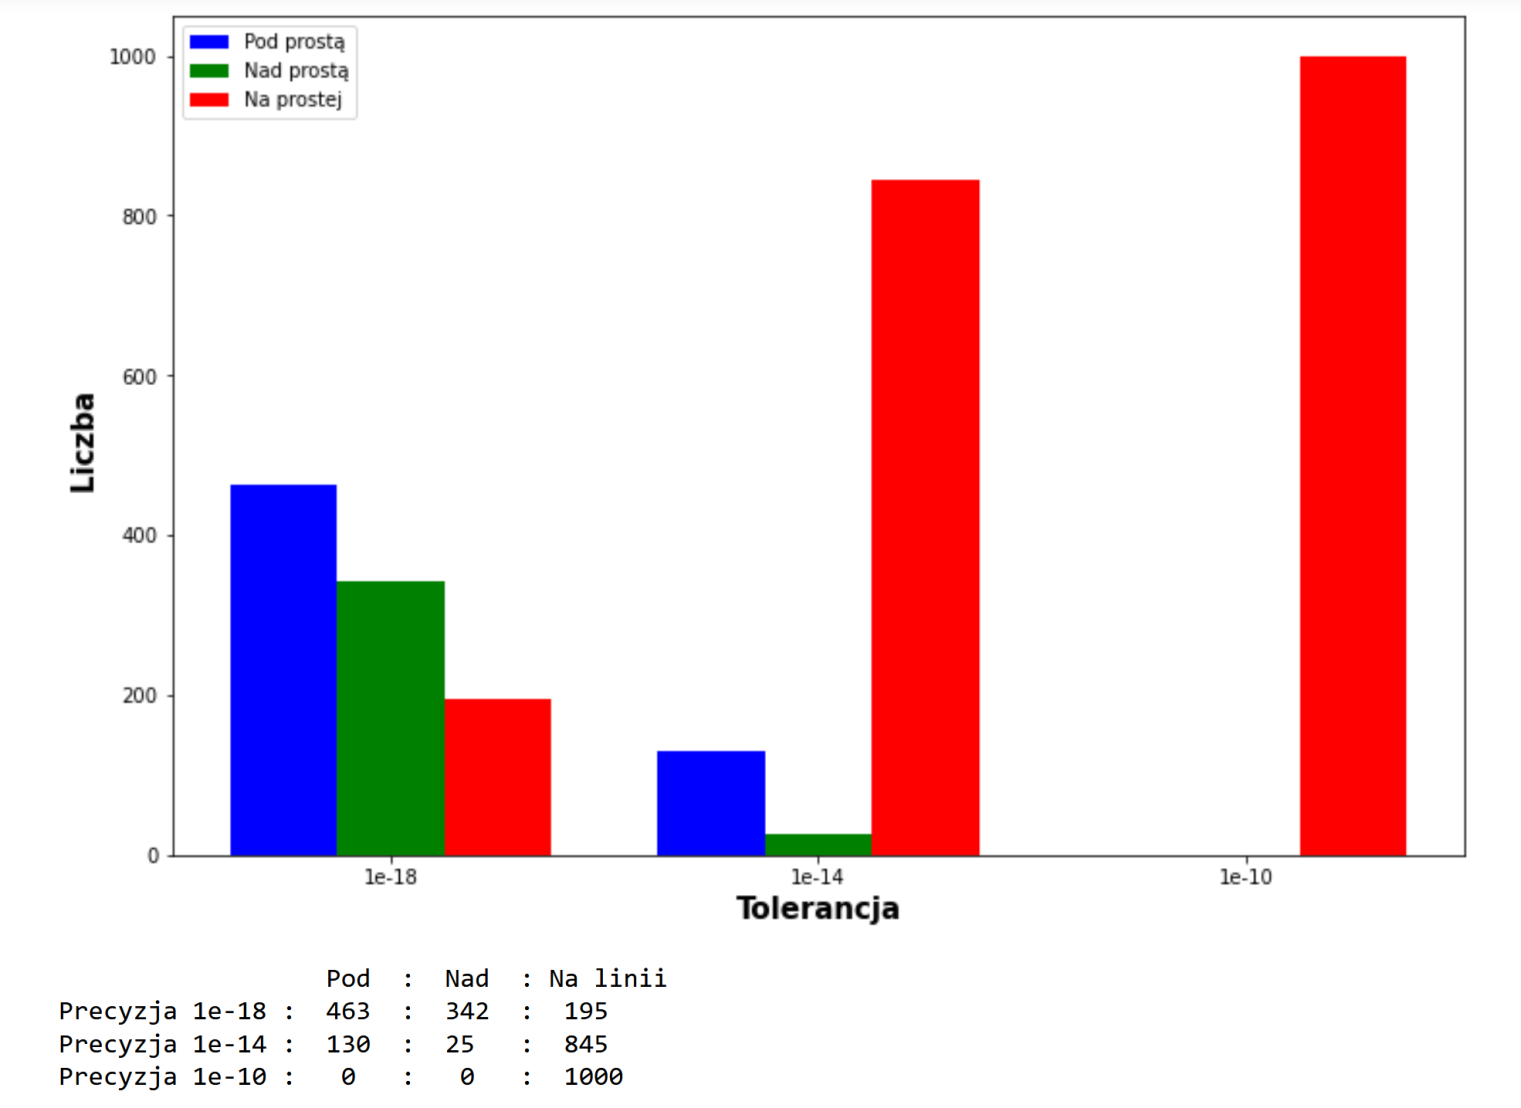 Pod prostą
Nad prostą
Na prostej
1000
800
600
400
200
0
Liczba
1e-18 1e-14 1e-10
Tolerancja
Pod : Nad : Na linii
Precyzja 1e-18 : 463 : 342 : 195
Precyzja 1e-14 : 130 : 25 : 845
Precyzja 1e-10 : 0 : 0 : 1000